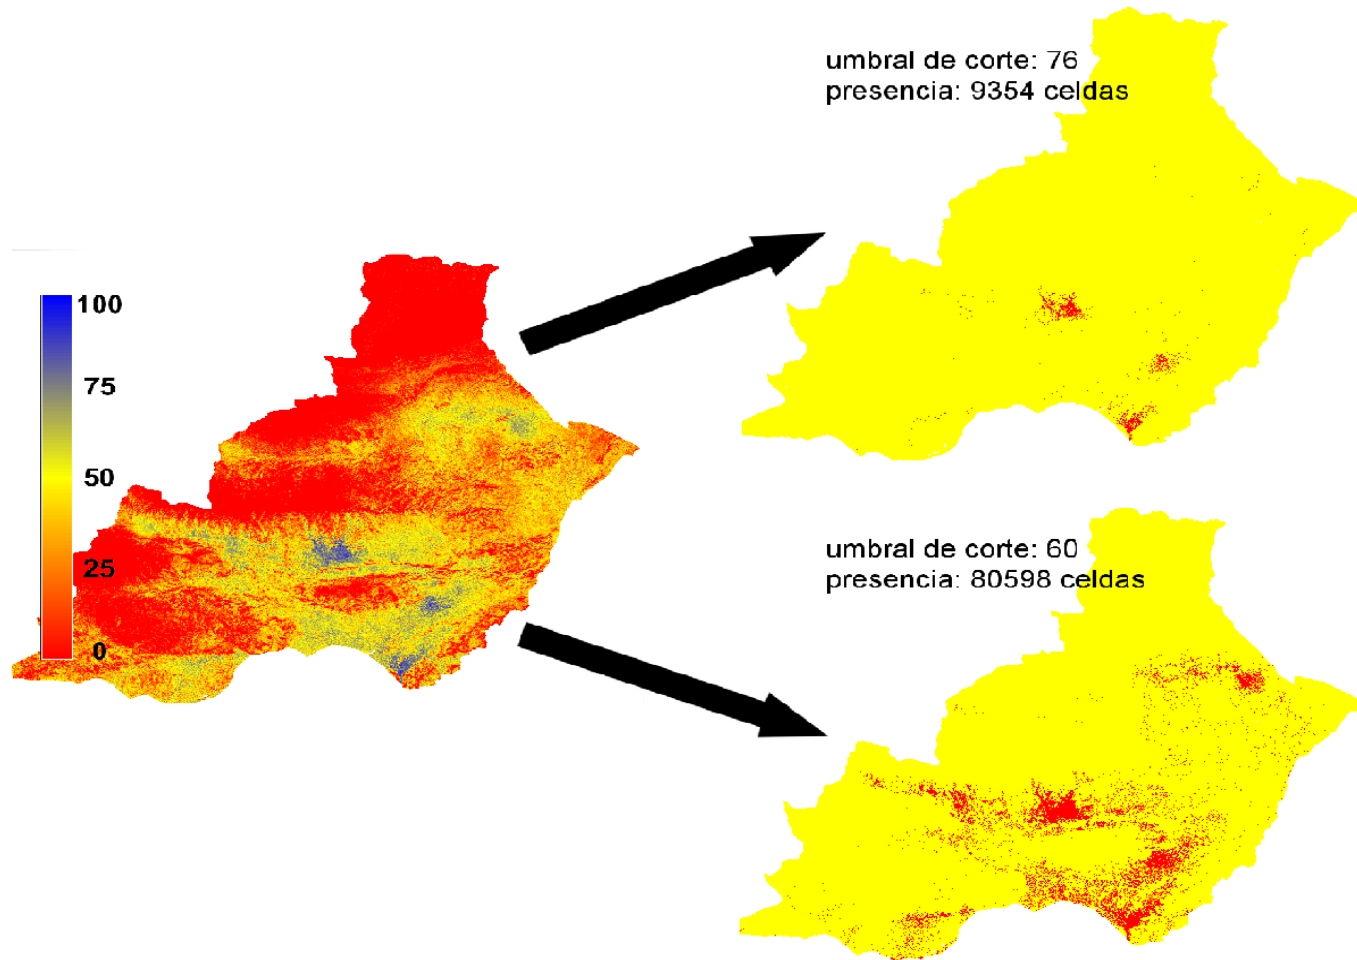 umbral de corte: 76
presencia: 9354 celdas
100
75
50
25
0
umbral de corte: 60
presencia: 80598 celdas